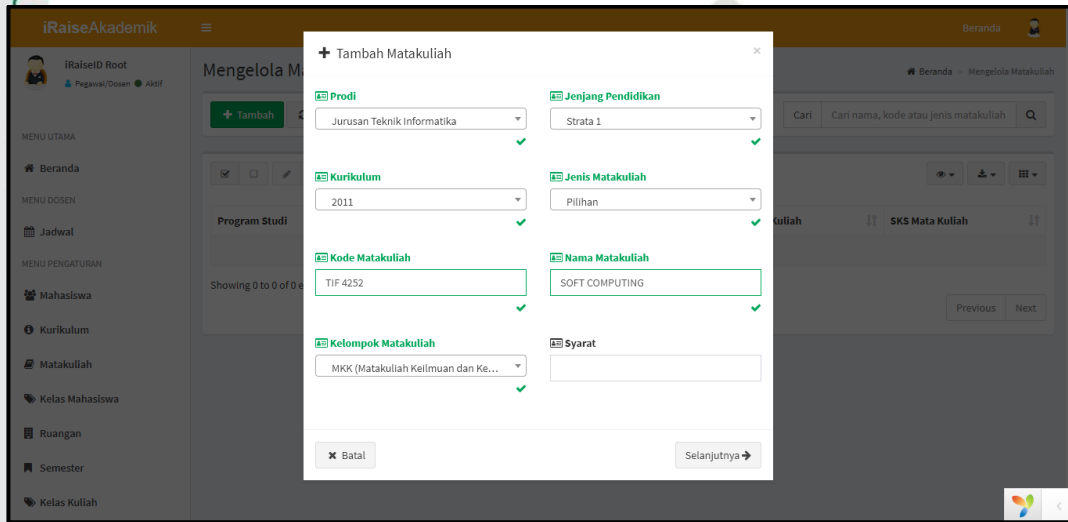 iRaiseAkademik
Beranda
iRaiseID Root
Pegawai/Dosen Aktif
Mengelola M
Beranda > Mengelola Matakuliah
+ Tambah
Cari
Cari nama, kode atau jenis matakuliah
MENU UTAMA
Beranda
MENU DOSEN
Jadwal
MENU PENGATURAN
Mahasiswa
Kurikulum
Matakuliah
Kelas Mahasiswa
Ruangan
Semester
Kelas Kuliah
Program Studi
Kuliah
SKS Mata Kuliah
Showing 0 to 0 of 0 e
Previous Next
+ Tambah Matakuliah ×
Prodi
Jurusan Teknik Informatika
Jenjang Pendidikan
Strata 1
Kurikulum
2011
Jenis Matakuliah
Pilihan
Kode Matakuliah
TIF 4252
Nama Matakuliah
SOFT COMPUTING
Kelompok Matakuliah
MKK (Matakuliah Keilmuan dan Ke...
Syarat
Batal
Selanjutnya